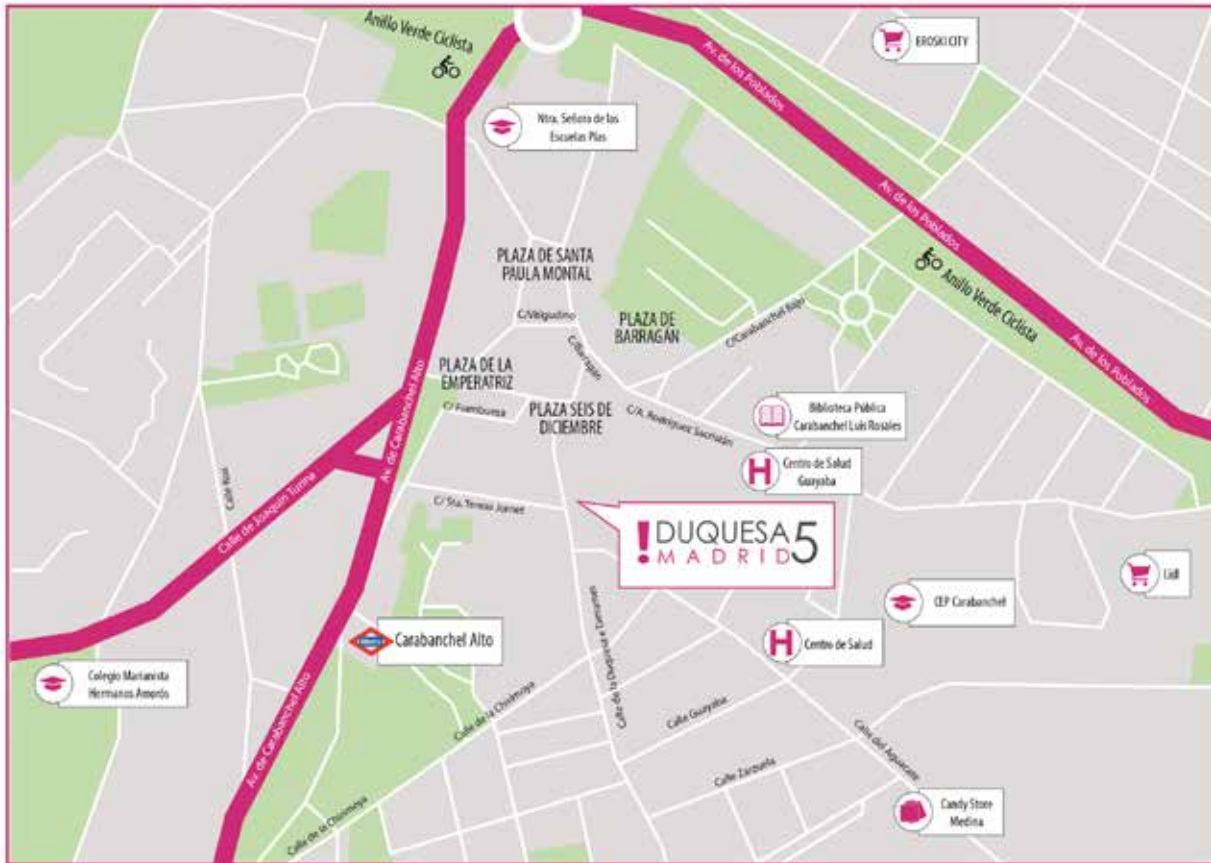 Anillo Verde Ciclista
EROSKI CITY
Av. de los Poblados
Ntra. Señora de las
Escuelas Pías
Av. de los Poblados
Anillo Verde Ciclista
Av. de los Poblados
PLAZA DE SANTA
PAULA MONTAL
C/Vitigudino
PLAZA DE
BARRAGÁN
C/Barragán
C/Carabanchel Bajo
PLAZA DE LA
EMPERATRIZ
C/ Frambuesa
PLAZA SEIS DE
DICIEMBRE
C/A. Rodríguez Sacristán
Biblioteca Pública
Carabanchel Luis Rosales
H
Centro de Salud
Guayaba
Av. de Carabanchel Alto
Calle de Joaquín Turina
Calle Rua
C/ Sta. Teresa Jornet
! DUQUESA 5
MADRID
Lidl
CEP Carabanchel
H
Centro de Salud
Carabanchel Alto
Colegio Marianista
Hermanos Amorós
Calle de la Duquesa
Calle de la Chirimoya
Calle Guayaba
Calle del Aguacate
Av. de Carabanchel Alto
Calle Zarzuela
Calle de la Chirimoya
Candy Store
Medina